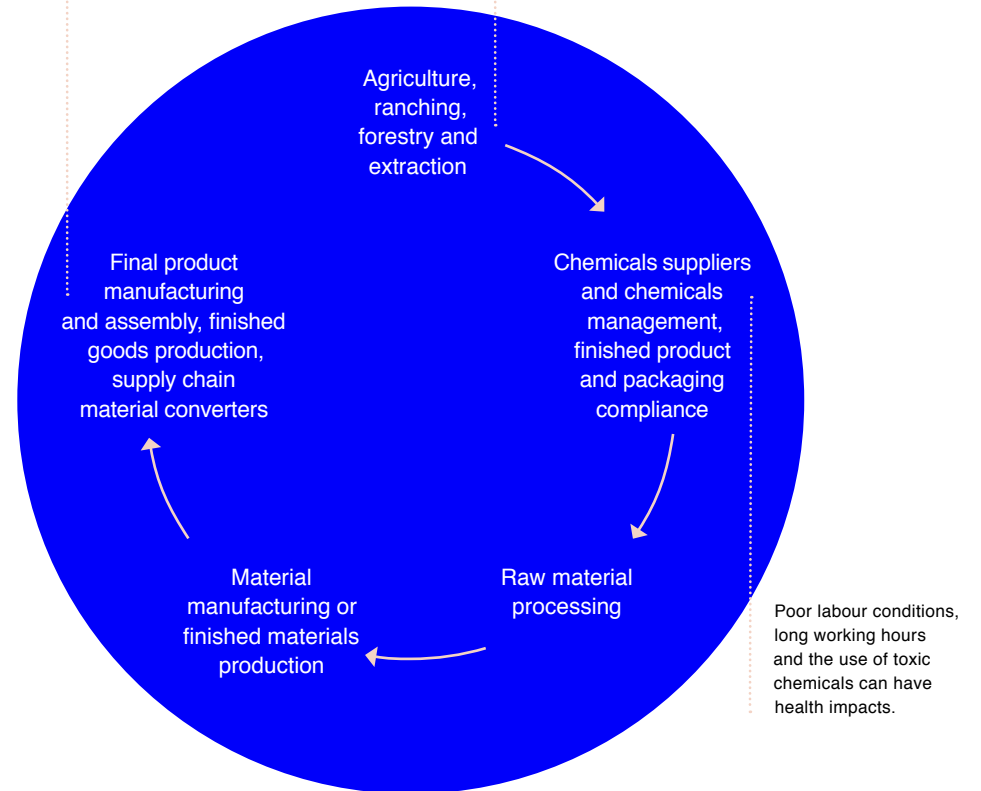 Agriculture,
ranching,
forestry and
extraction
Chemicals suppliers
and chemicals
management,
finished product
and packaging
compliance
Raw material
processing
Material
manufacturing or
finished materials
production
Final product
manufacturing
and assembly, finished
goods production,
supply chain
material converters
Poor labour conditions,
long working hours
and the use of toxic
chemicals can have
health impacts.